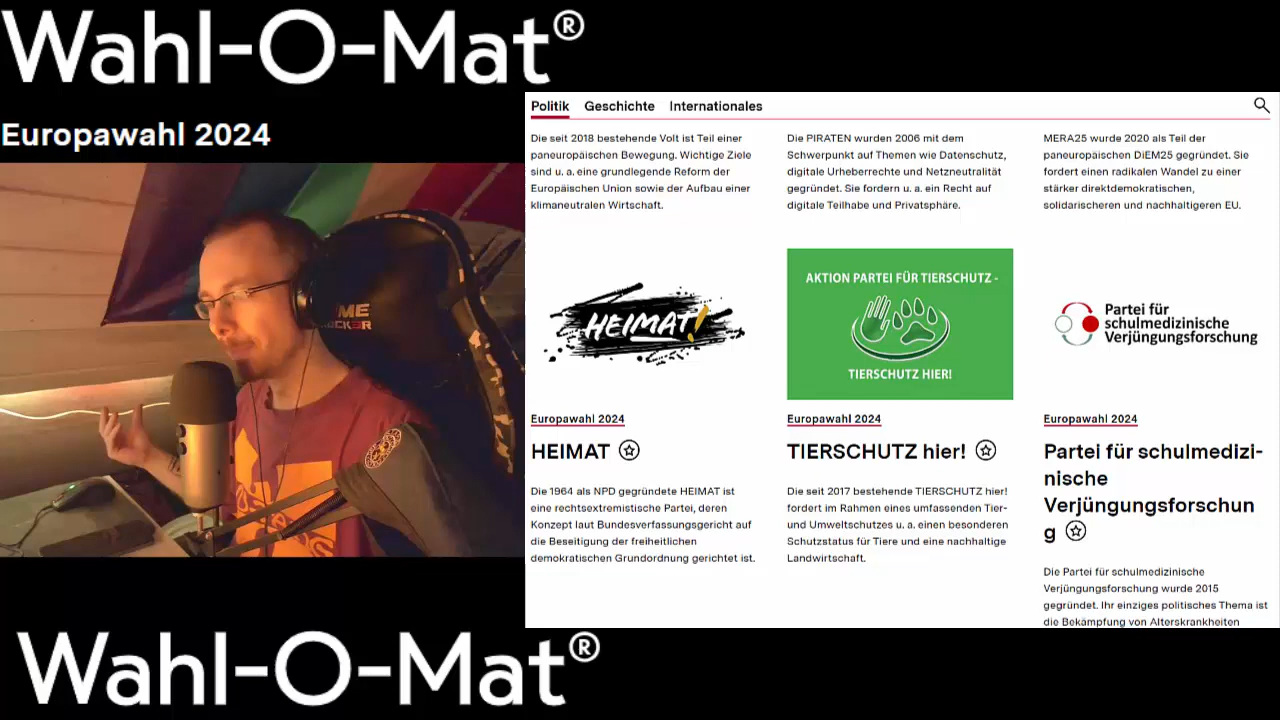 Wahl-O-Mat®
Europawahl 2024
Politik Geschichte Internationales
Die seit 2018 bestehende Volt ist Teil einer
paneuropäischen Bewegung. Wichtige Ziele
sind u. a. eine grundlegende Reform der
Europäischen Union sowie der Aufbau einer
klimaneutralen Wirtschaft.
Die PIRATEN wurden 2006 mit dem
Schwerpunkt auf Themen wie Datenschutz,
digitale Urheberrechte und Netzneutralität
gegründet. Sie fordern u. a. ein Recht auf
digitale Teilhabe und Privatsphäre.
MERA25 wurde 2020 als Teil der
paneuropäischen DiEM25 gegründet. Sie
fordert einen radikalen Wandel zu einer
stärker direktdemokratischen,
solidarischeren und nachhaltigeren EU.
HEIMAT!
Europawahl 2024
HEIMAT
Die 1964 als NPD gegründete HEIMAT ist
eine rechtsextremistische Partei, deren
Konzept laut Bundesverfassungsgericht auf
die Beseitigung der freiheitlichen
demokratischen Grundordnung gerichtet ist.
AKTION PARTEI FÜR TIERSCHUTZ -
TIERSCHUTZ HIER!
Europawahl 2024
TIERSCHUTZ hier!
Die seit 2017 bestehende TIERSCHUTZ hier!
fordert im Rahmen eines umfassenden Tier-
und Umweltschutzes u. a. einen besonderen
Schutzstatus für Tiere und eine nachhaltige
Landwirtschaft.
Partei für
schulmedizinische
Verjüngungsforschung
Europawahl 2024
Partei für schulmedizi-
nische
Verjüngungsforschun
g
Die Partei für schulmedizinische
Verjüngungsforschung wurde 2015
gegründet. Ihr einziges politisches Thema ist
die Bekämpfung von Alterskrankheiten
Wahl-O-Mat®